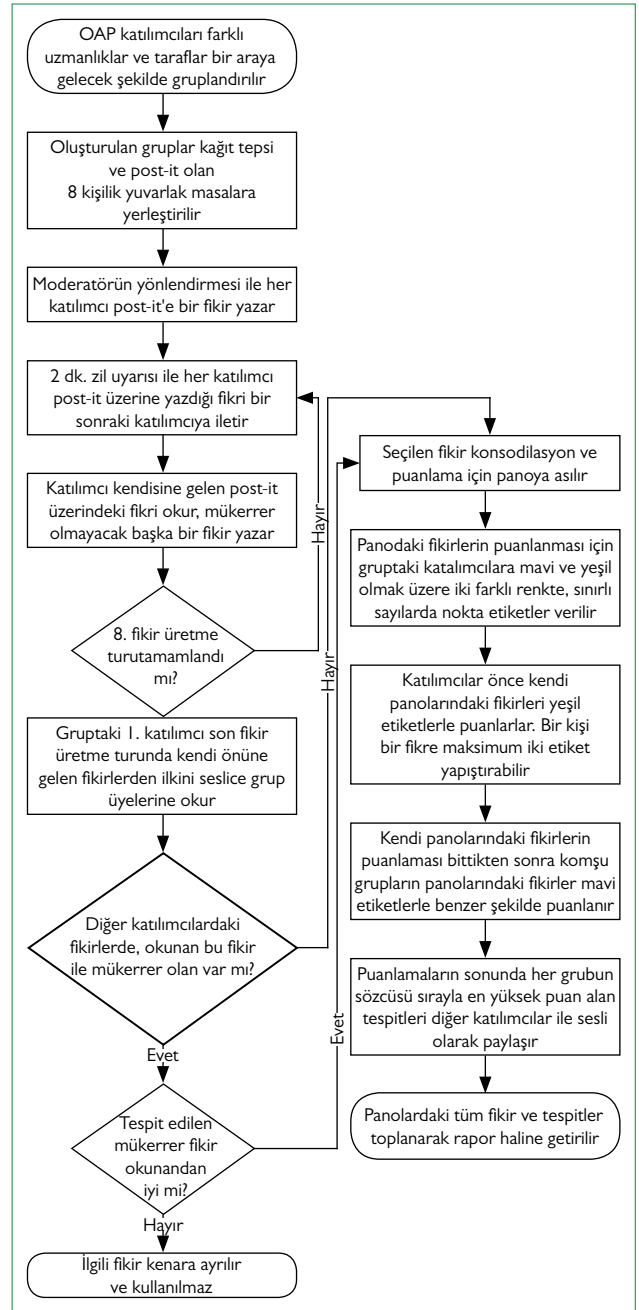 OAP katılımcıları farklı
uzmanlıklar ve taraflar bir araya
gelecek şekilde gruplandırılır
Oluşturulan gruplar kağıt tepsi
ve post-it olan
8 kişilik yuvarlak masalara
yerleştirilir
Moderatörün yönlendirmesi ile her
katılımcı post-it'e bir fikir yazar
2 dk. zil uyarısı ile her katılımcı
post-it üzerine yazdığı fikri bir
sonraki katılımcıya iletir
Katılımcı kendisine gelen post-it
üzerindeki fikri okur, mükerrer
olmayacak başka bir fikir yazar
8. fikir üretme
turutamamlandı
mı?
Hayır
Gruptaki 1. katılımcı son fikir
üretme turunda kendi önüne
gelen fikirlerden ilkini seslice grup
üyelerine okur
Diğer katılımcılardaki
fikirlerde, okunan bu fikir
ile mükerrer olan var mı?
Hayır
Evet
Tespit edilen
mükerrer fikir
okunandan
iyi mi?
Evet
Hayır
İlgili fikir kenara ayrılır
ve kullanılmaz
Seçilen fikir konsodilasyon ve
puanlama için panoya asılır
Panodaki fikirlerin puanlanması için
gruptaki katalımcılara mavi ve yeşil
olmak üzere iki farklı renkte, sınırlı
sayılarda nokta etiketler verilir
Katılımcılar önce kendi
panolarındaki fikirleri yeşil
etiketlerle puanlarlar. Bir kişi
bir fikre maksimum iki etiket
yapıştırabilir
Kendi panolarındaki fikirlerin
puanlaması bittikten sonra komşu
grupların panolarındaki fikirler mavi
etiketlerle benzer şekilde puanlanır
Puanlamaların sonunda her grubun
sözcüsü sırayla en yüksek puan alan
tespitleri diğer katılımcılar ile sesli
olarak paylaşır
Panolardaki tüm fikir ve tespitler
toplanarak rapor haline getirilir